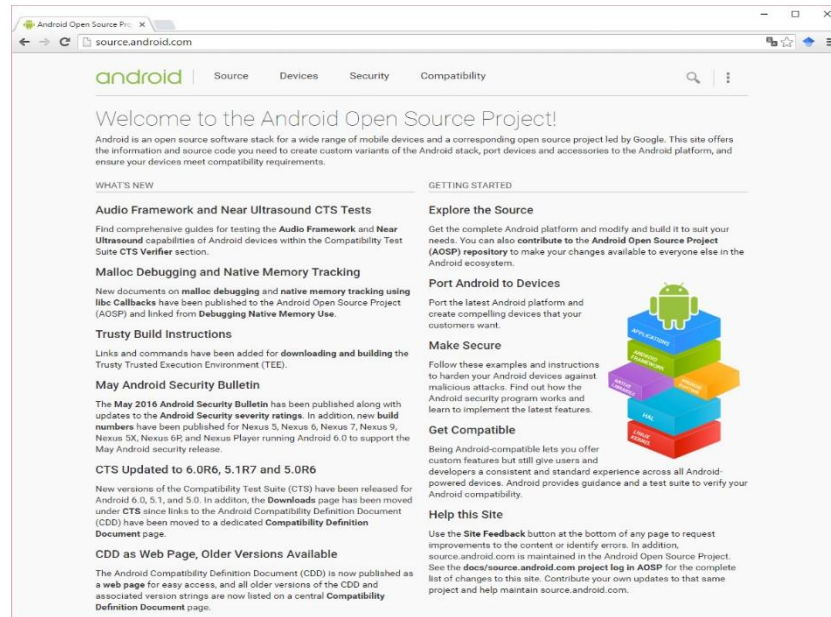 Android Open Source Pro
source.android.com
android
Source Devices Security Compatibility
Welcome to the Android Open Source Project!
Android is an open source software stack for a wide range of mobile devices and a corresponding open source project led by Google. This site offers
the information and source code you need to create custom variants of the Android stack, port devices and accessories to the Android platform, and
ensure your devices meet compatibility requirements.
WHAT'S NEW
Audio Framework and Near Ultrasound CTS Tests
Find comprehensive guides for testing the Audio Framework and Near
Ultrasound capabilities of Android devices within the Compatibility Test
Suite CTS Verifier section.
Malloc Debugging and Native Memory Tracking
New documents on malloc debugging and native memory tracking using
libc Callbacks have been published to the Android Open Source Project
(AOSP) and linked from Debugging Native Memory Use.
Trusty Build Instructions
Links and commands have been added for downloading and building the
Trusty Trusted Execution Environment (TEE).
May Android Security Bulletin
The May 2016 Android Security Bulletin has been published along with
updates to the Android Security severity ratings. In addition, new build
numbers have been published for Nexus 5, Nexus 6, Nexus 7, Nexus 9,
Nexus 5X, Nexus 6P, and Nexus Player running Android 6.0 to support the
May Android security release.
CTS Updated to 6.0R6, 5.1R7 and 5.0R6
New versions of the Compatibility Test Suite (CTS) have been released for
Android 6.0, 5.1, and 5.0. In additon, the Downloads page has been moved
under CTS since links to the Android Compatibility Definition Document
(CDD) have been moved to a dedicated Compatibility Definition
Document page.
CDD as Web Page, Older Versions Available
The Android Compatibility Definition Document (CDD) is now published as
a web page for easy access, and all older versions of the CDD and
associated version strings are now listed on a central Compatibility
Definition Document page.
GETTING STARTED
Explore the Source
Get the complete Android platform and modify and build it to suit your
needs. You can also contribute to the Android Open Source Project
(AOSP) repository to make your changes available to everyone else in the
Android ecosystem.
Port Android to Devices
Port the latest Android platform and
create compelling devices that your
customers want.
Make Secure
Follow these examples and instructions
to harden your Android devices against
malicious attacks. Find out how the
Android security program works and
learn to implement the latest features.
Get Compatible
Being Android-compatible lets you offer
custom features but still give users and
developers a consistent and standard experience across all Android-
powered devices. Android provides guidance and a test suite to verify your
Android compatibility.
Help this Site
Use the Site Feedback button at the bottom of any page to request
improvements to the content or identify errors. In addition,
source.android.com is maintained in the Android Open Source Project.
See the docs/source.android.com project log in AOSP for the complete
list of changes to this site. Contribute your own updates to that same
project and help maintain source.android.com.
APPLICATIONS
ANDROID
FRAMEWORK
NATIVE
LIBRARIES
HAL
LINUX
KERNEL